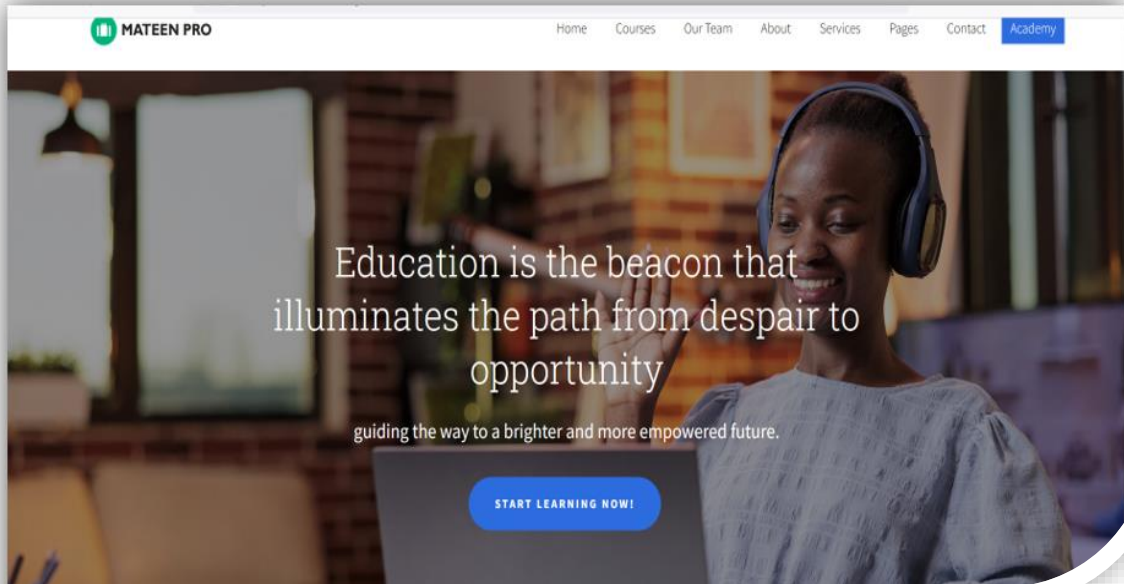 MATEEN PRO
Home Courses Our Team About Services Pages Contact Academy
Education is the beacon that
illuminates the path from despair to
opportunity
guiding the way to a brighter and more empowered future.
START LEARNING NOW!